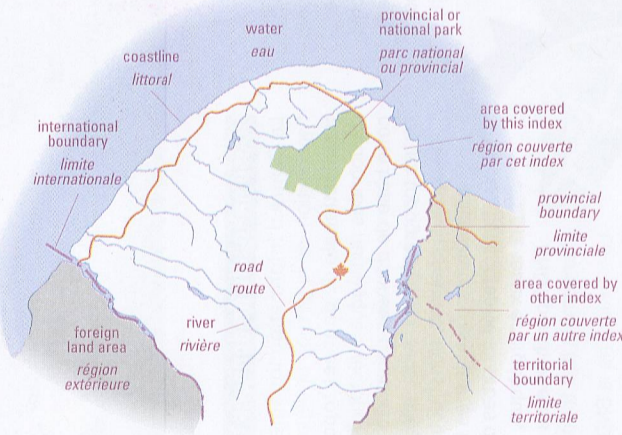 water
eau
provincial or
national park
parc national
ou provincial
coastline
littoral
area covered
by this index
région couverte
par cet index
international
boundary
limite
internationale
provincial
boundary
limite
provinciale
road
route
area covered by
other index
région couverte
par un autre index
foreign
land area
région
extérieure
river
rivière
territorial
boundary
limite
territoriale